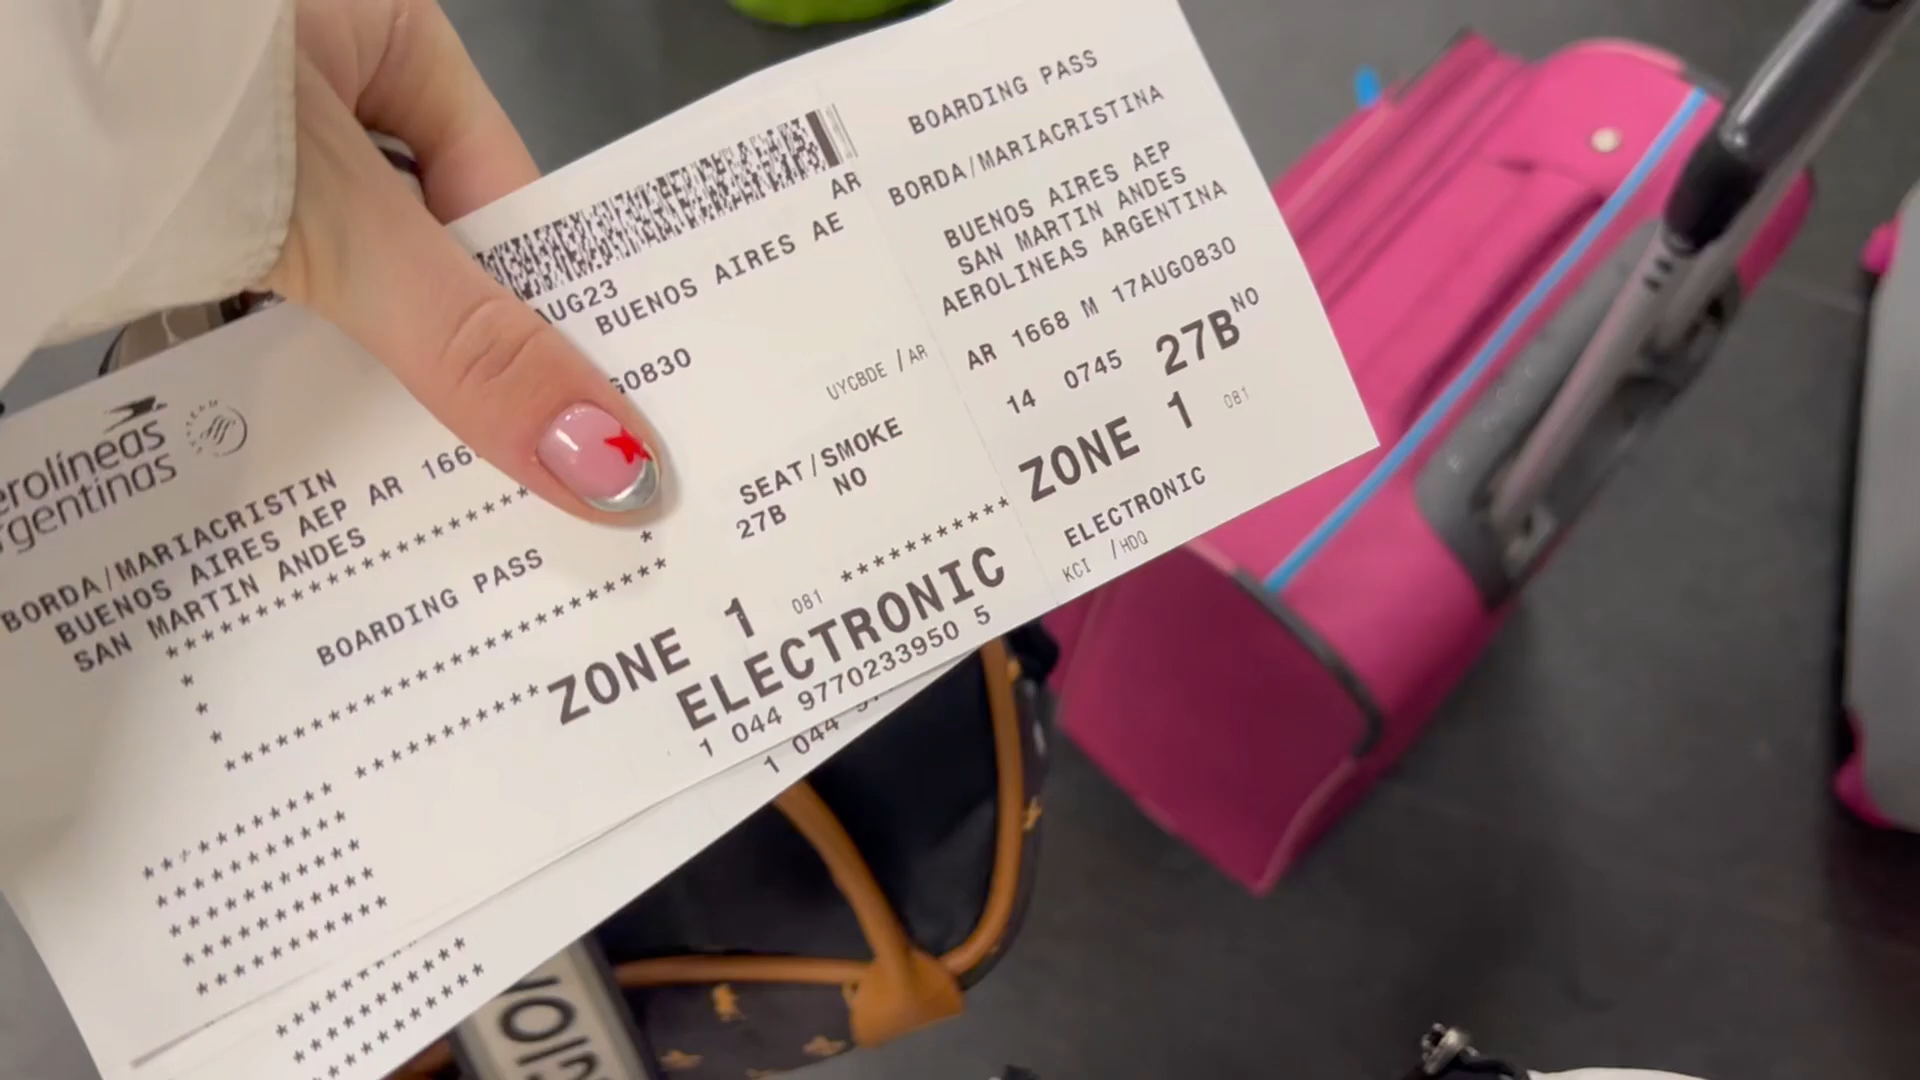 BOARDING PASS
BORDA/MARIACRISTINA
BUENOS AIRES AEP
SAN MARTIN ANDES
AEROLINEAS ARGENTINA
AR 1668 M 17AUG0830
14 0745 27B NO
ZONE 1 081
ELECTRONIC
KCI /HDQ
AR
AUG23
BUENOS AIRES AE
G0830
UYCBDE /AR
SEAT/SMOKE
27B NO
**********
ZONE 1 081
ELECTRONIC
1 044 9770233950 5
1 044
erolíneas
rgentinas
BORDA/MARIACRISTIN
BUENOS AIRES AEP AR 166
SAN MARTIN ANDES
BOARDING PASS